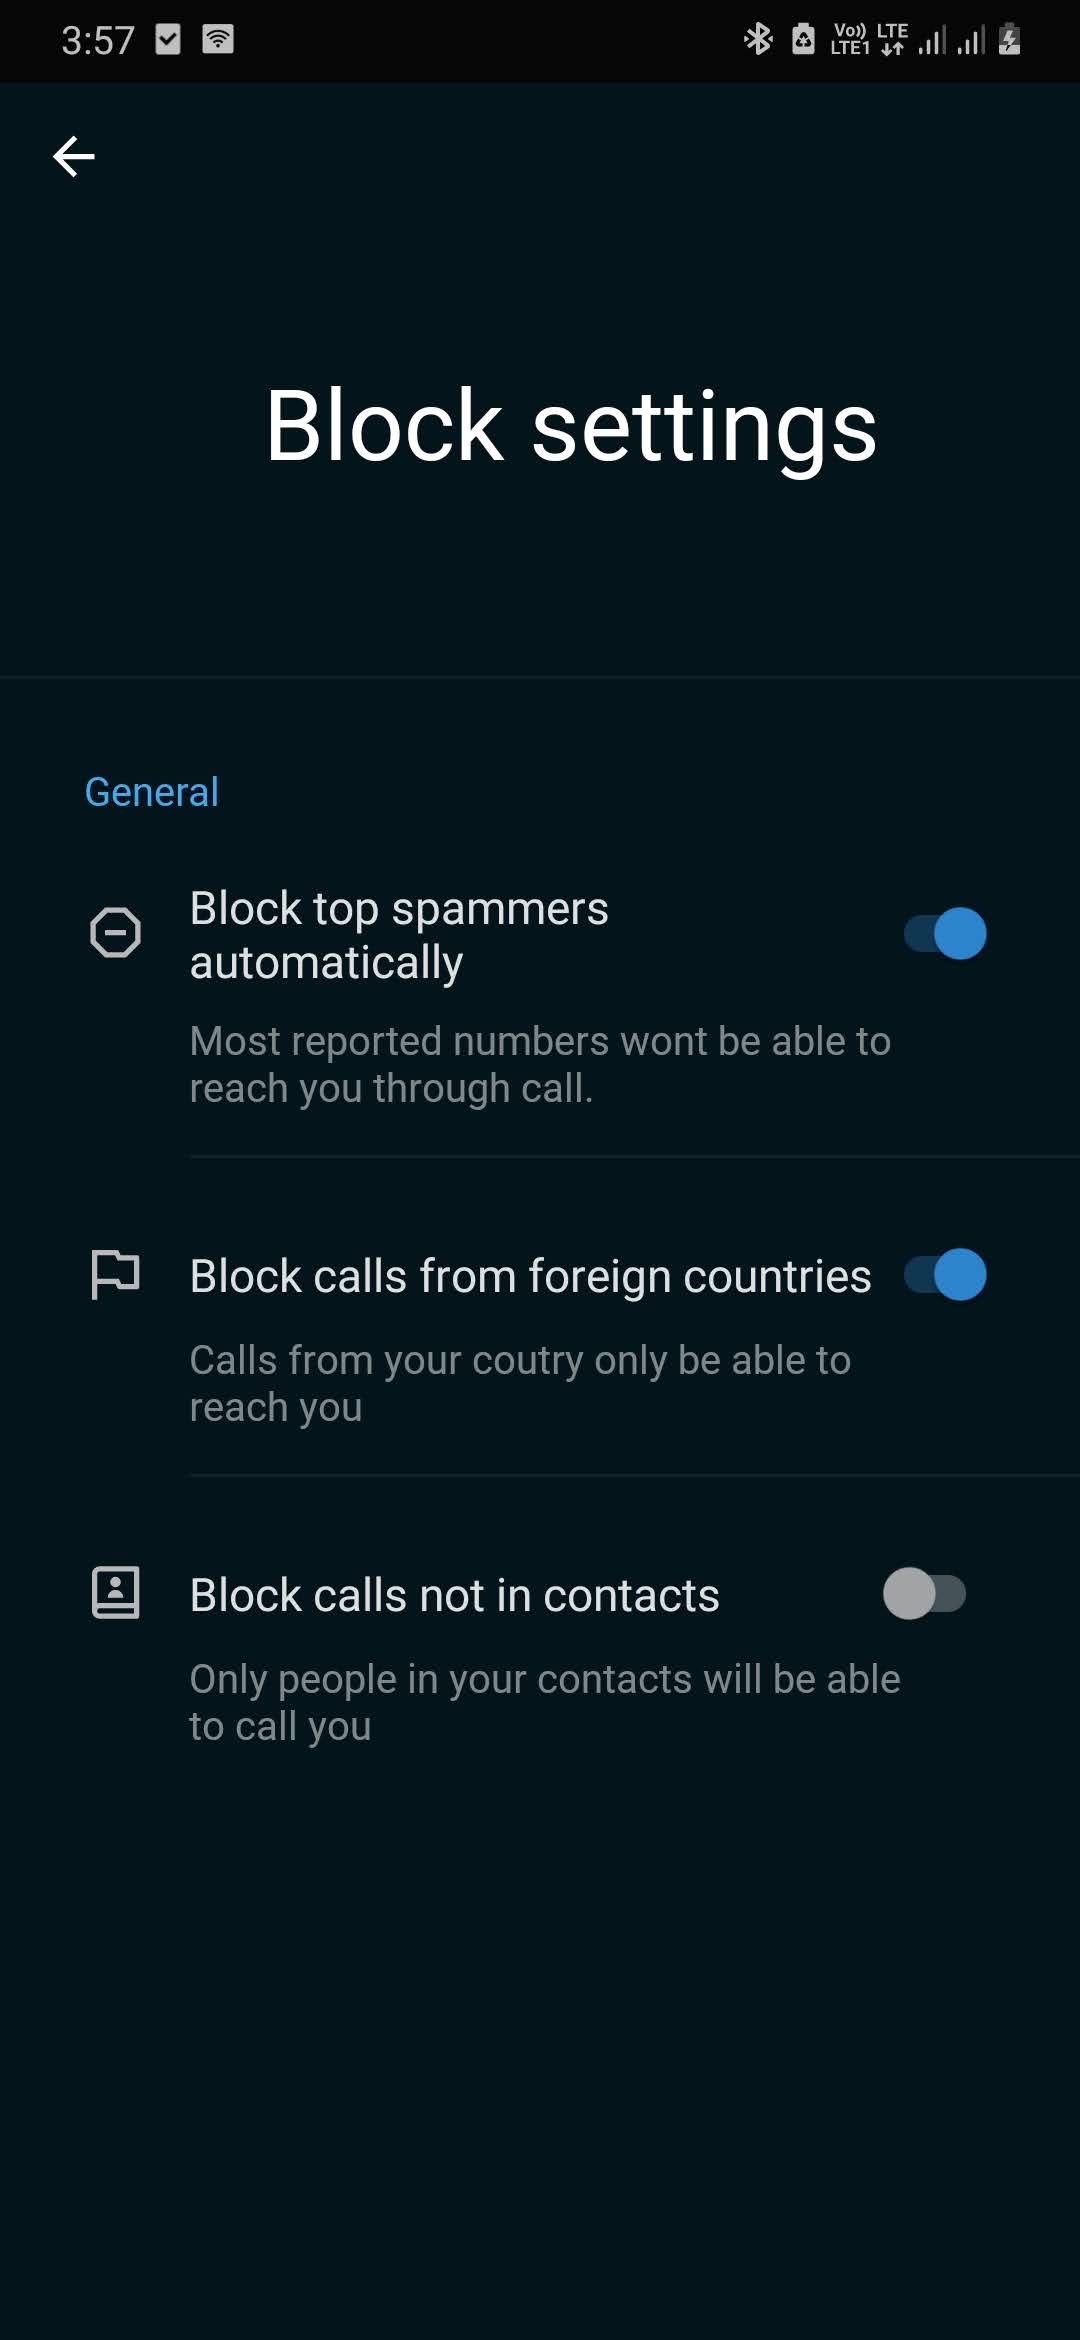 3:57
Vo)) LTE
LTE1
Block settings
General
Block top spammers
automatically
Most reported numbers wont be able to
reach you through call.
Block calls from foreign countries
Calls from your coutry only be able to
reach you
Block calls not in contacts
Only people in your contacts will be able
to call you